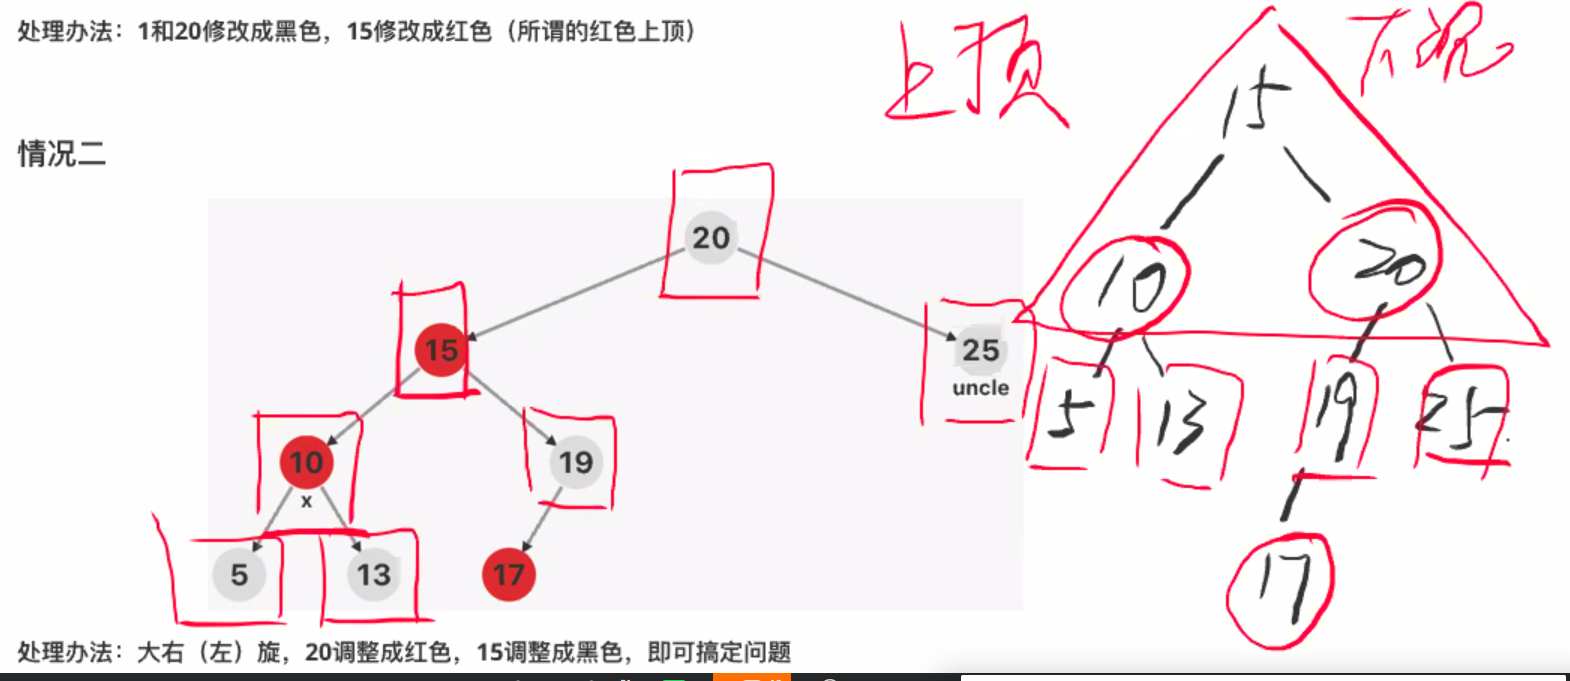 处理办法：1和20修改成黑色，15修改成红色（所谓的红色上顶）
上顶
下沉
情况二
20
15
25
uncle
10
x
19
5
13
17
15
10
20
5
13
19
25
17
处理办法：大右（左）旋，20调整成红色，15调整成黑色，即可搞定问题